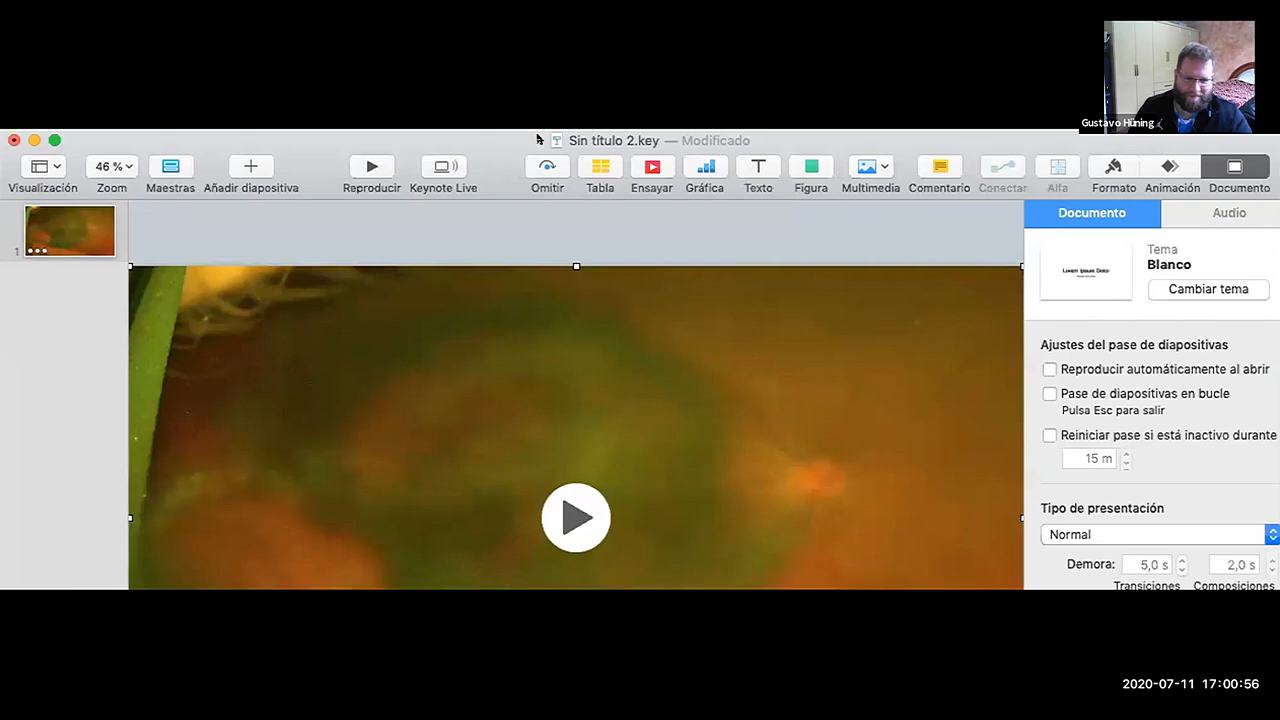 Gustavo Hüning
Sin título 2.key — Modificado
46 %
Visualización Zoom Maestras Añadir diapositiva Reproducir Keynote Live Omitir Tabla Ensayar Gráfica Texto Figura Multimedia Comentario Conectar Alfa Formato Animación Documento
1
Documento Audio
Lorem Ipsum Dolor
Tema
Blanco
Cambiar tema
Ajustes del pase de diapositivas
Reproducir automáticamente al abrir
Pase de diapositivas en bucle
Pulsa Esc para salir
Reiniciar pase si está inactivo durante
15 m
Tipo de presentación
Normal
Demora: 5,0 s 2,0 s
Transiciones Composiciones
2020-07-11 17:00:56